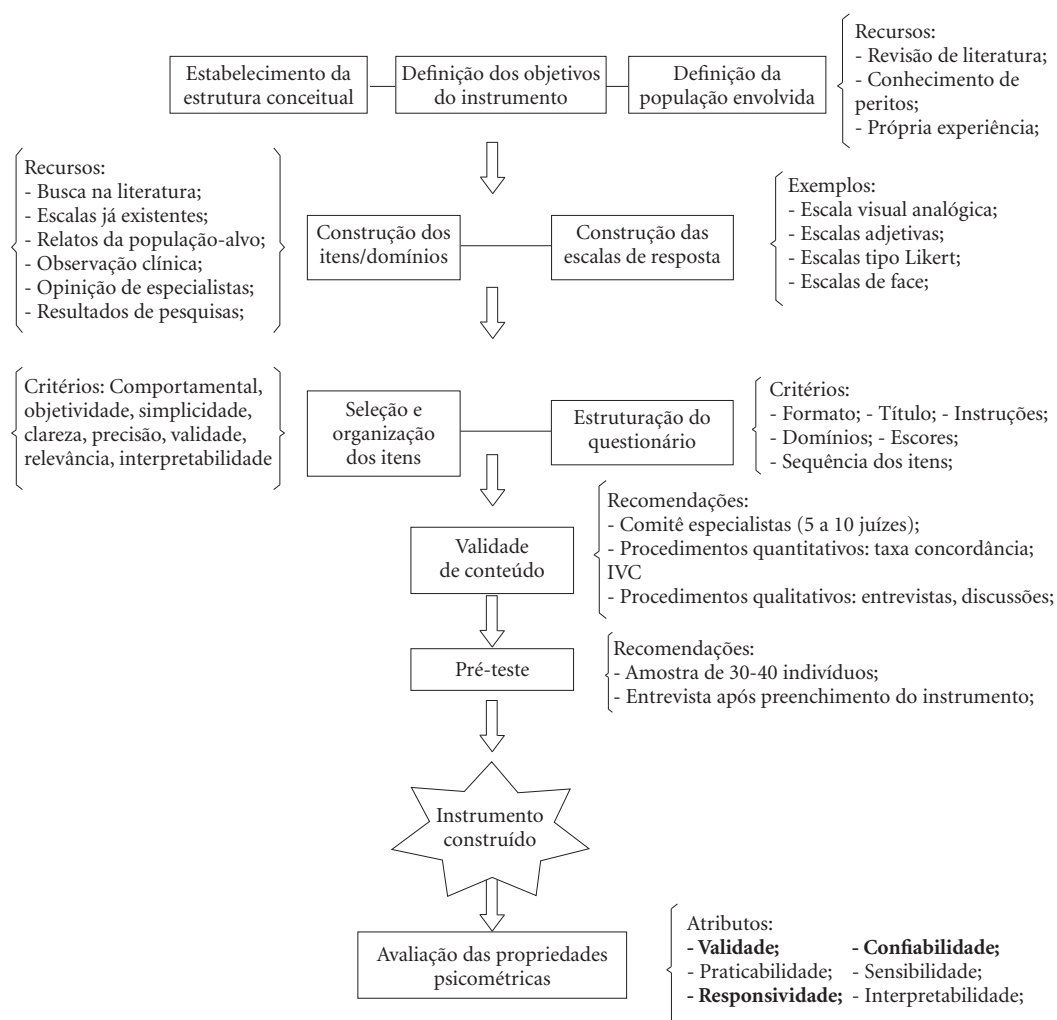 Estabelecimento da
estrutura conceitual
Definição dos objetivos
do instrumento
Definição da
população envolvida
Recursos:
- Revisão de literatura;
- Conhecimento de
peritos;
- Própria experiência;
Recursos:
- Busca na literatura;
- Escalas já existentes;
- Relatos da população-alvo;
- Observação clínica;
- Opinição de especialistas;
- Resultados de pesquisas;
Construção dos
itens/domínios
Construção das
escalas de resposta
Exemplos:
- Escala visual analógica;
- Escalas adjetivas;
- Escalas tipo Likert;
- Escalas de face;
Critérios: Comportamental,
objetividade, simplicidade,
clareza, precisão, validade,
relevância, interpretabilidade
Seleção e
organização
dos itens
Estruturação do
questionário
Critérios:
- Formato; - Título; - Instruções;
- Domínios; - Escores;
- Sequência dos itens;
Validade
de conteúdo
Recomendações:
- Comitê especialistas (5 a 10 juízes);
- Procedimentos quantitativos: taxa concordância;
IVC
- Procedimentos qualitativos: entrevistas, discussões;
Pré-teste
Recomendações:
- Amostra de 30-40 indivíduos;
- Entrevista após preenchimento do instrumento;
Instrumento
construído
Avaliação das propriedades
psicométricas
Atributos:
- Validade; - Confiabilidade;
- Praticabilidade; - Sensibilidade;
- Responsividade; - Interpretabilidade;